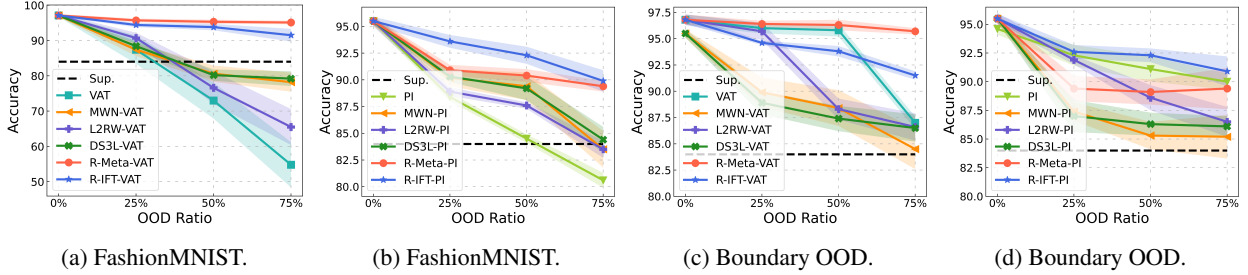 100
90
80
70
60
50
Accuracy
0%
25%
50%
75%
OOD Ratio
Sup.
VAT
MWN-VAT
L2RW-VAT
DS3L-VAT
R-Meta-VAT
R-IFT-VAT
(a) FashionMNIST.
95.0
92.5
90.0
87.5
85.0
82.5
80.0
Accuracy
0%
25%
50%
75%
OOD Ratio
Sup.
PI
MWN-PI
L2RW-PI
DS3L-PI
R-Meta-PI
R-IFT-PI
(b) FashionMNIST.
97.5
95.0
92.5
90.0
87.5
85.0
82.5
80.0
Accuracy
0%
25%
50%
75%
OOD Ratio
Sup.
VAT
MWN-VAT
L2RW-VAT
DS3L-VAT
R-Meta-VAT
R-IFT-VAT
(c) Boundary OOD.
95.0
92.5
90.0
87.5
85.0
82.5
80.0
Accuracy
0%
25%
50%
75%
OOD Ratio
Sup.
PI
MWN-PI
L2RW-PI
DS3L-PI
R-Meta-PI
R-IFT-PI
(d) Boundary OOD.